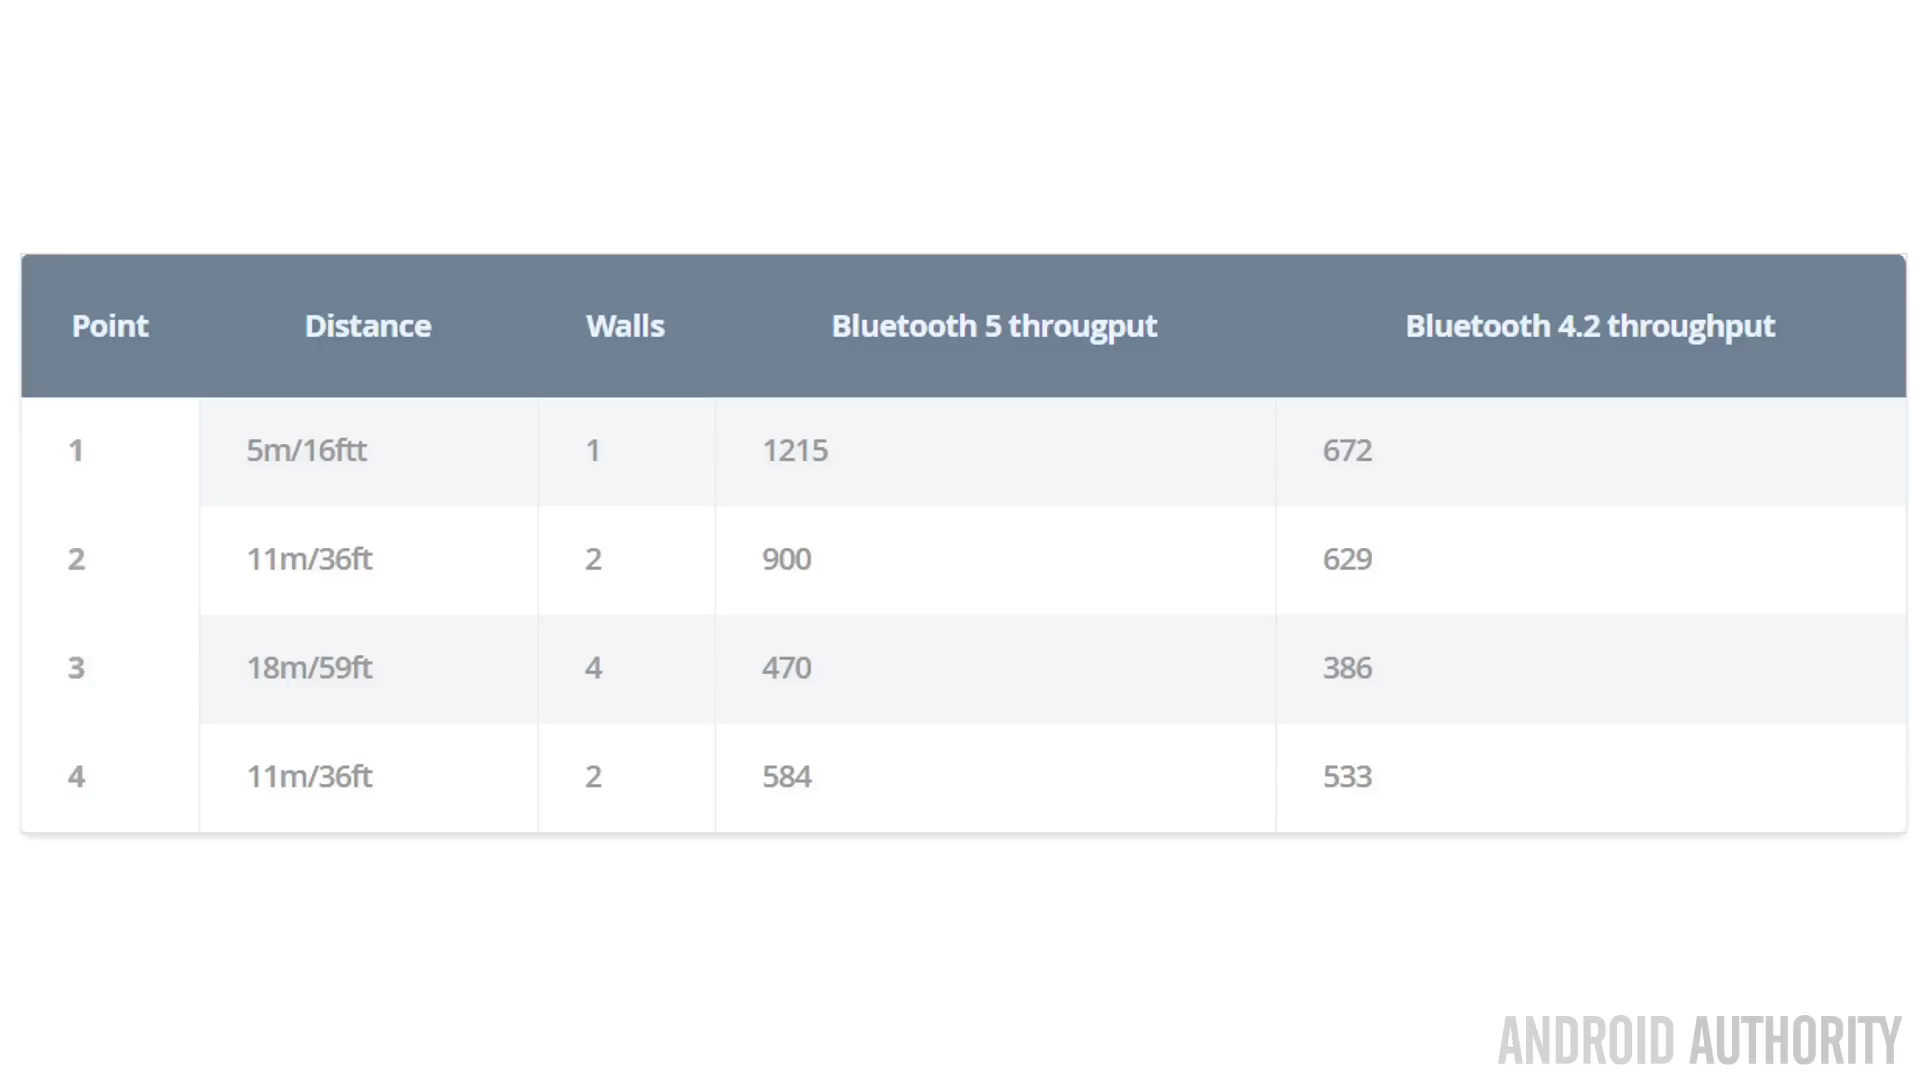 Point Distance Walls Bluetooth 5 througput Bluetooth 4.2 throughput
1 5m/16ftt 1 1215 672
2 11m/36ft 2 900 629
3 18m/59ft 4 470 386
4 11m/36ft 2 584 533
ANDROID AUTHORITY